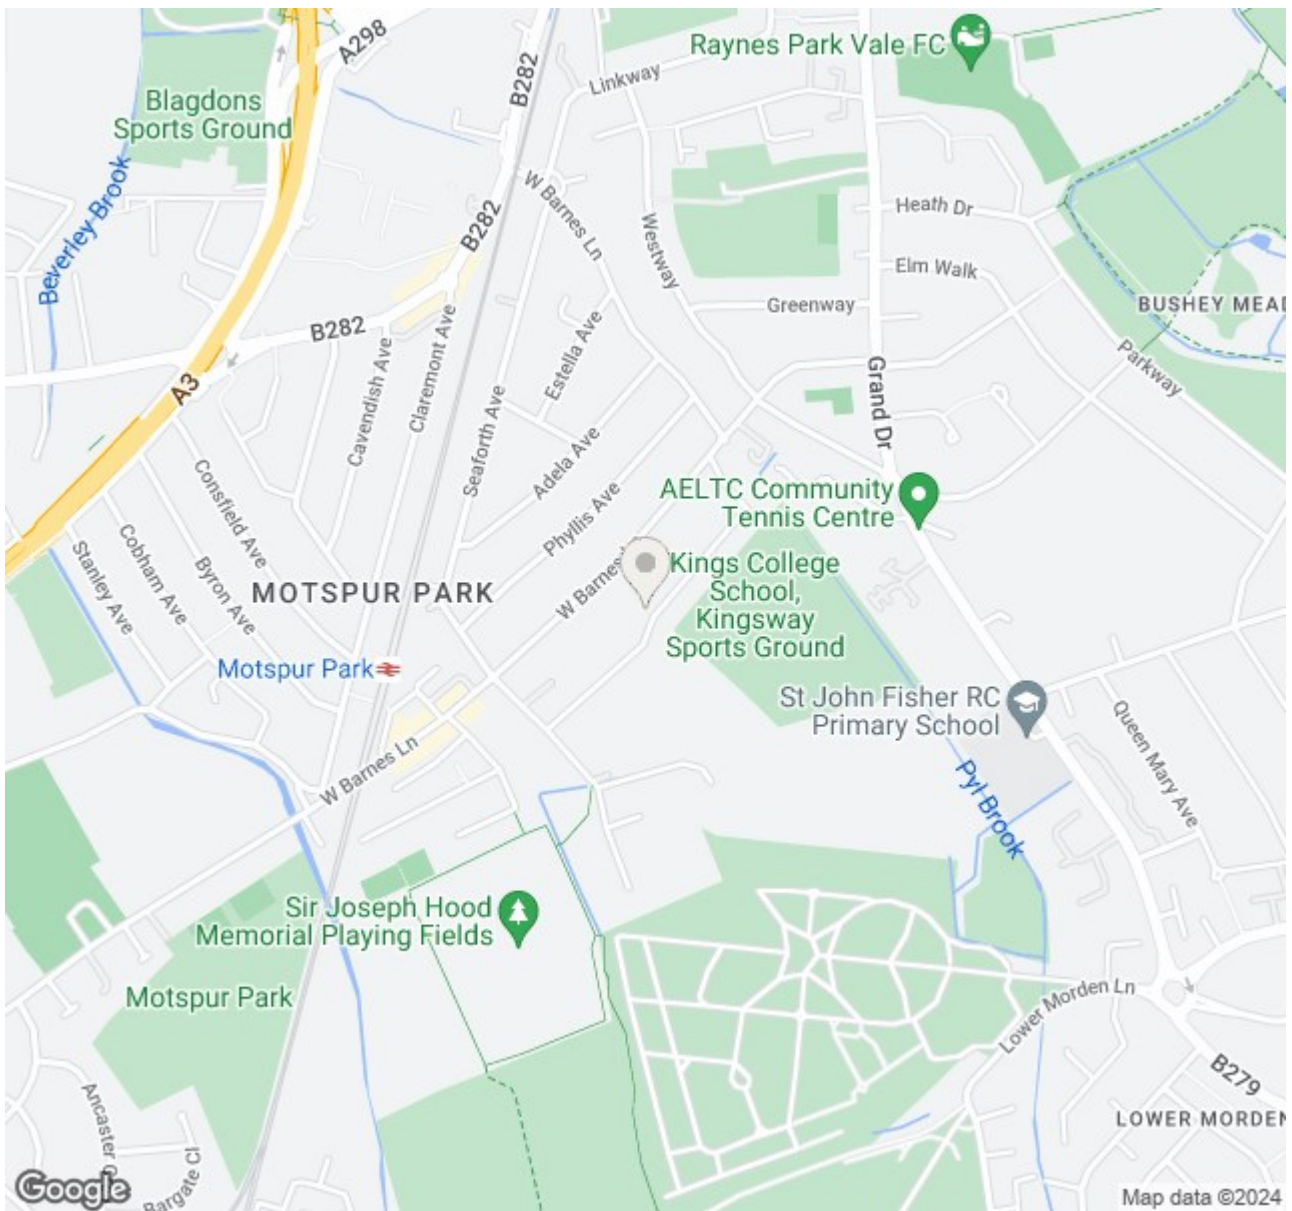 A298
B282
Linkway
Raynes Park Vale FC
Blagdons
Sports Ground
Beverley Brook
W Barnes Ln
Westway
Heath Dr
B282
Elm Walk
Greenway
BUSHEY MEAD
B282
Parkway
Estella Ave
Claremont Ave
Cavendish Ave
A3
Grand Dr
Seaforth Ave
Adela Ave
Consfield Ave
Phyllis Ave
AELTC Community
Tennis Centre
Cobham Ave
Stanley Ave
Byron Ave
MOTSPUR PARK
W Barnes
Kings College
School,
Kingsway
Sports Ground
Motspur Park
St John Fisher RC
Primary School
Queen Mary Ave
W Barnes Ln
Pyl Brook
Sir Joseph Hood
Memorial Playing Fields
Motspur Park
Lower Morden Ln
B279
Ancaster
LOWER MORDEN
Bargate Cl
Google
Map data ©2024